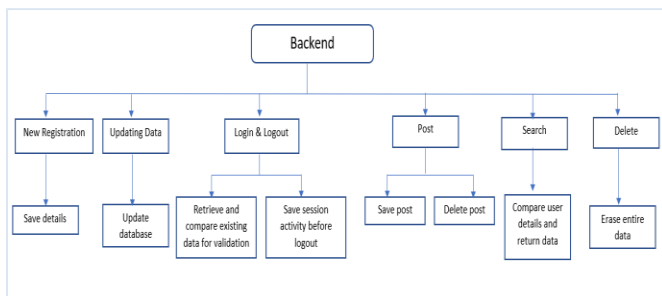 Backend
New Registration
Updating Data
Login & Logout
Post
Search
Delete
Save details
Update
database
Retrieve and
compare existing
data for validation
Save session
activity before
logout
Save post
Delete post
Compare user
details and
return data
Erase entire
data